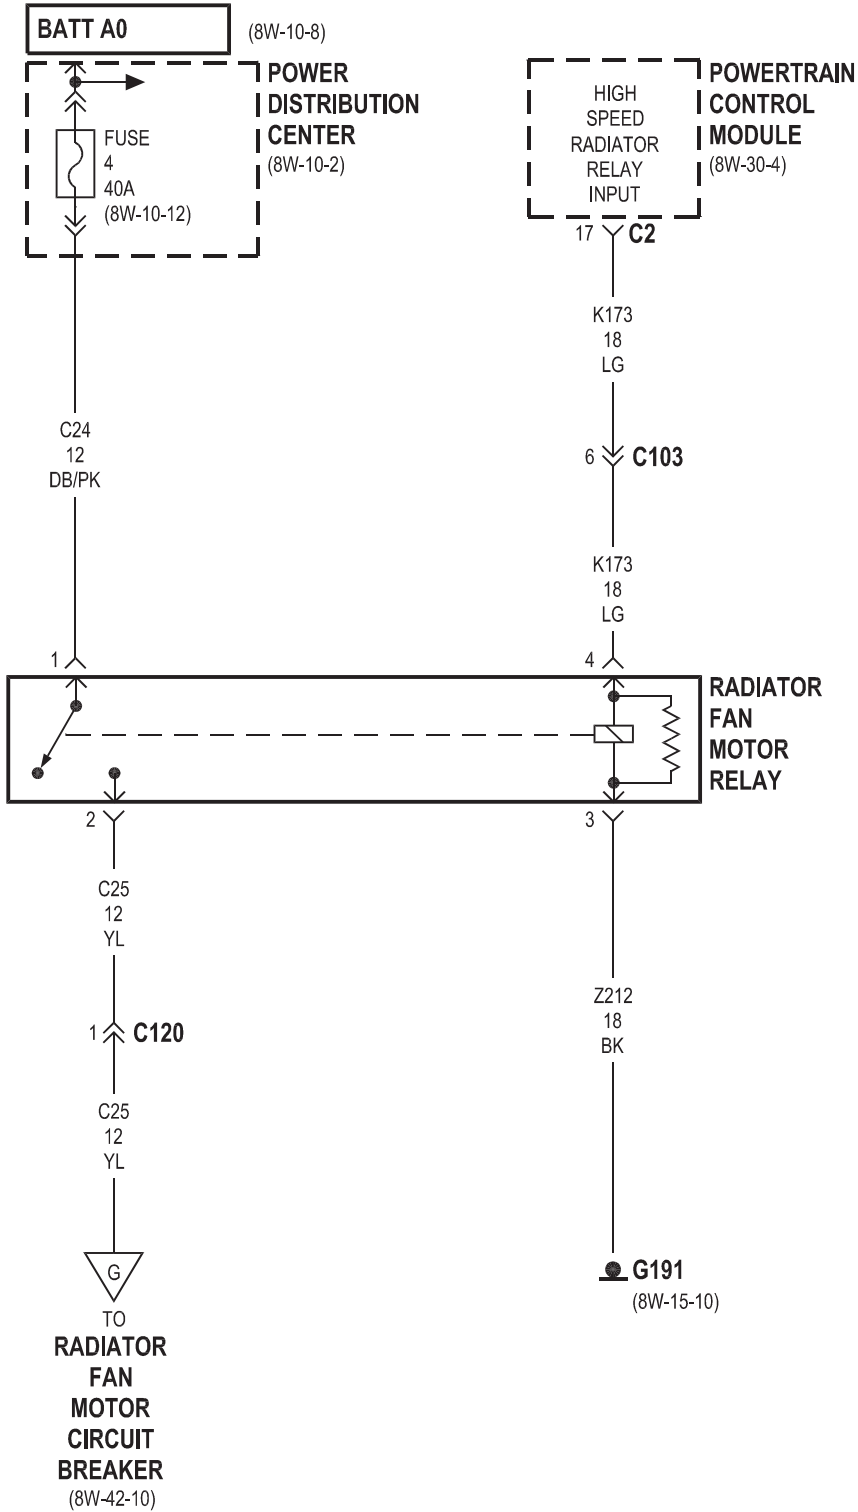 BATT A0
(8W-10-8)
POWER
DISTRIBUTION
CENTER
(8W-10-2)
FUSE
4
40A
(8W-10-12)
HIGH
SPEED
RADIATOR
RELAY
INPUT
POWERTRAIN
CONTROL
MODULE
(8W-30-4)
17
C2
K173
18
LG
C24
12
DB/PK
6
C103
K173
18
LG
1
4
RADIATOR
FAN
MOTOR
RELAY
2
3
C25
12
YL
Z212
18
BK
1
C120
C25
12
YL
G
TO
RADIATOR
FAN
MOTOR
CIRCUIT
BREAKER
(8W-42-10)
G191
(8W-15-10)